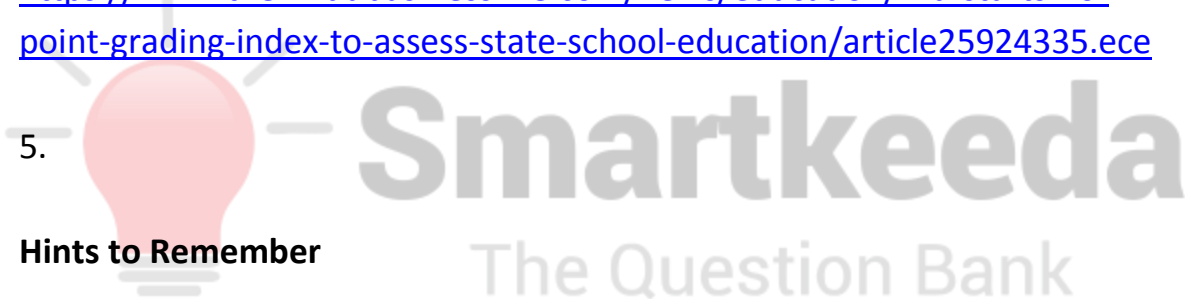 point-grading-index-to-assess-state-school-education/article25924335.ece
5.
Smartkeeda
Hints to Remember
The Question Bank